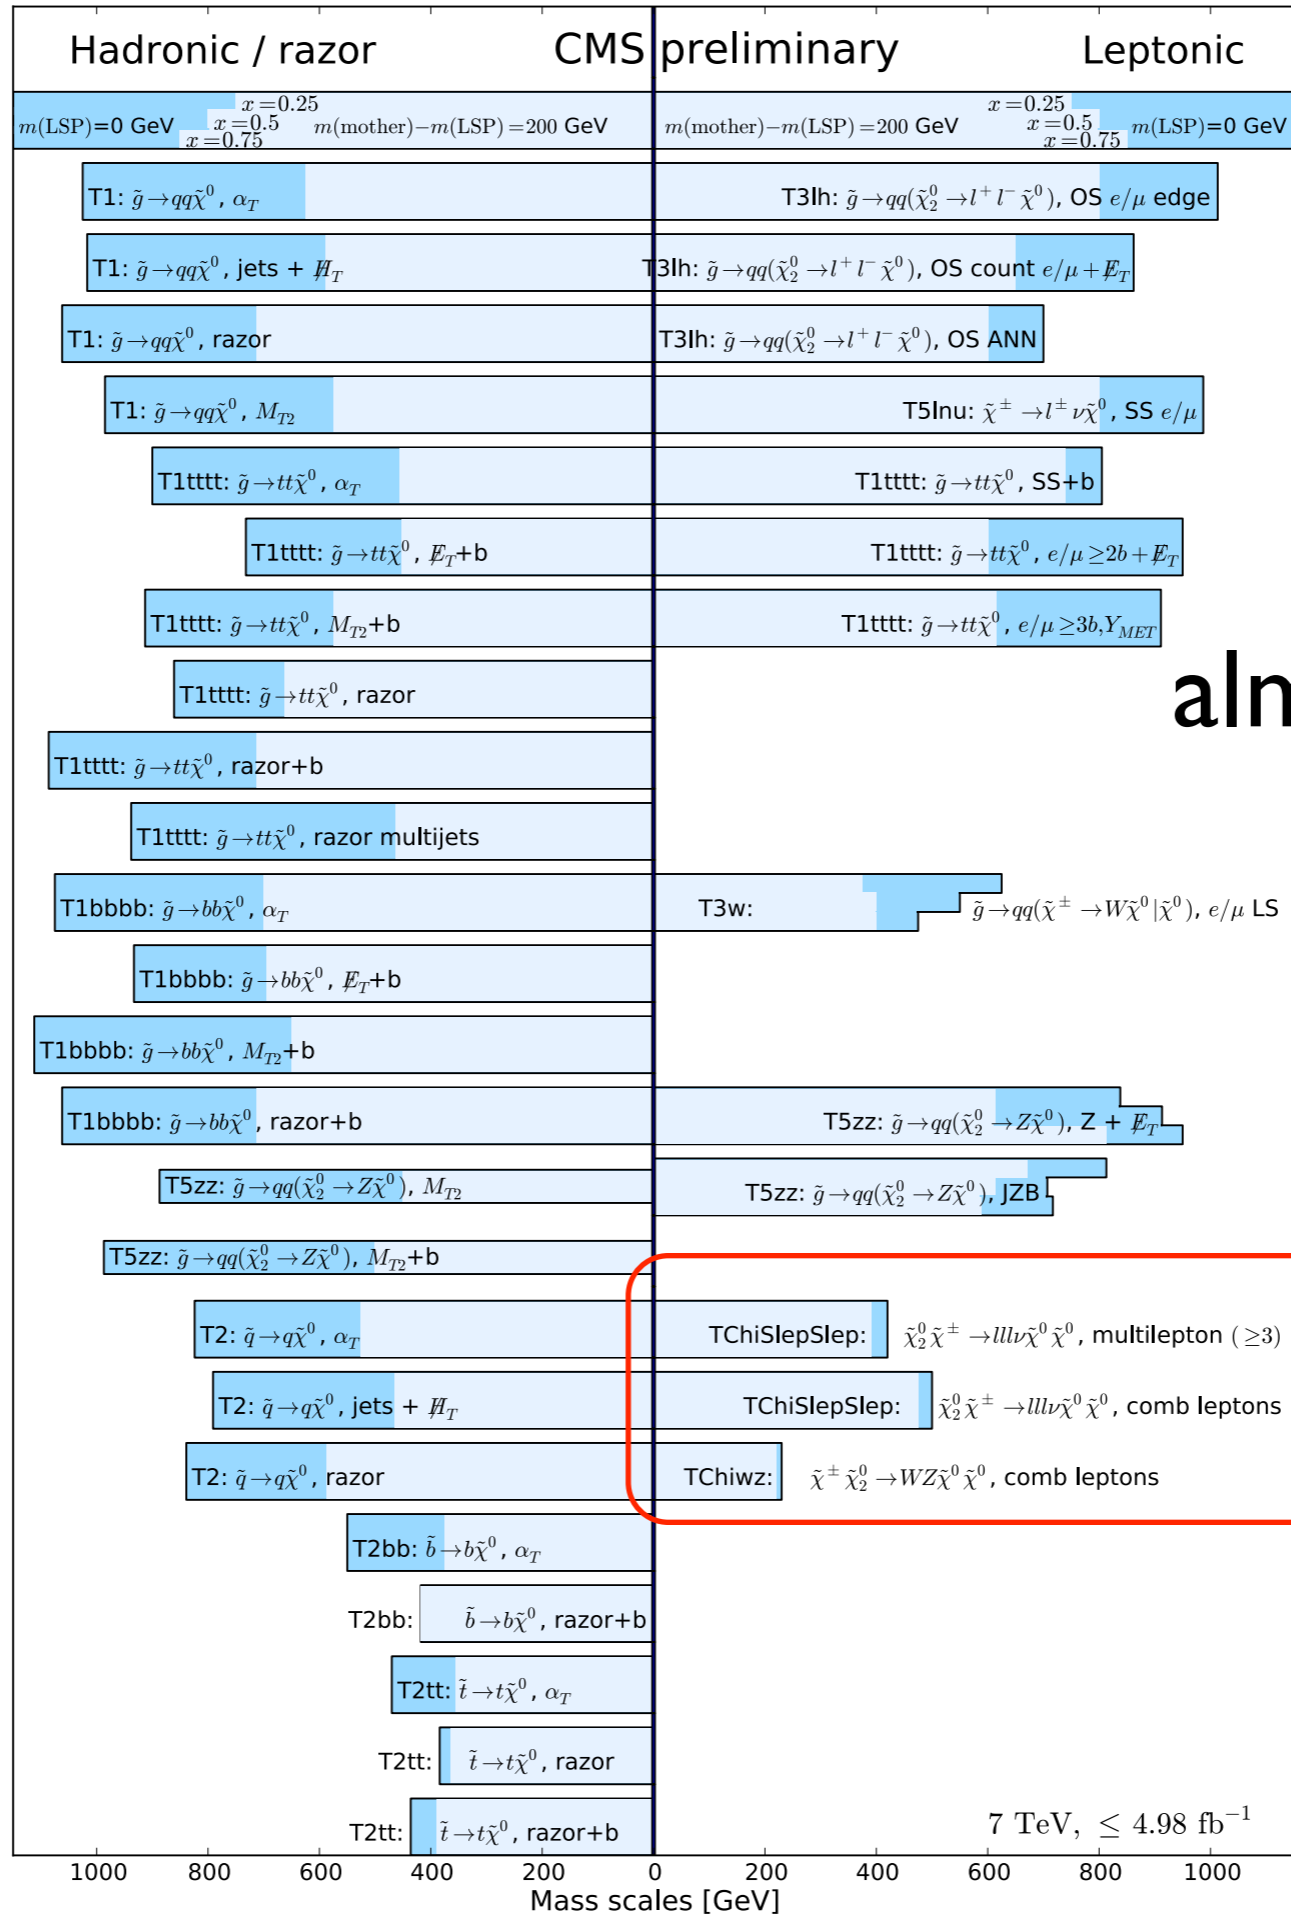 Hadronic / razor CMS preliminary Leptonic
m(LSP)=0 GeV x=0.25 x=0.5 x=0.75 m(mother)−m(LSP)=200 GeV m(mother)−m(LSP)=200 GeV x=0.25 x=0.5 x=0.75 m(LSP)=0 GeV
T1: g̃→qqχ̃⁰, α_T T3lh: g̃→qq(χ̃₂⁰→l⁺l⁻χ̃⁰), OS e/μ edge
T1: g̃→qqχ̃⁰, jets + H̸_T T3lh: g̃→qq(χ̃₂⁰→l⁺l⁻χ̃⁰), OS count e/μ+E̸_T
T1: g̃→qqχ̃⁰, razor T3lh: g̃→qq(χ̃₂⁰→l⁺l⁻χ̃⁰), OS ANN
T1: g̃→qqχ̃⁰, M_T2 T5lnu: χ̃^±→l^±νχ̃⁰, SS e/μ
T1tttt: g̃→ttχ̃⁰, α_T T1tttt: g̃→ttχ̃⁰, SS+b
T1tttt: g̃→ttχ̃⁰, E̸_T+b T1tttt: g̃→ttχ̃⁰, e/μ ≥2b+E̸_T
T1tttt: g̃→ttχ̃⁰, M_T2+b T1tttt: g̃→ttχ̃⁰, e/μ ≥3b,Y_MET
T1tttt: g̃→ttχ̃⁰, razor
aln
T1tttt: g̃→ttχ̃⁰, razor+b
T1tttt: g̃→ttχ̃⁰, razor multijets
T1bbbb: g̃→bbχ̃⁰, α_T T3w: g̃→qq(χ̃^±→Wχ̃⁰|χ̃⁰), e/μ LS
T1bbbb: g̃→bbχ̃⁰, E̸_T+b
T1bbbb: g̃→bbχ̃⁰, M_T2+b
T1bbbb: g̃→bbχ̃⁰, razor+b T5zz: g̃→qq(χ̃₂⁰→Zχ̃⁰), Z + E̸_T
T5zz: g̃→qq(χ̃₂⁰→Zχ̃⁰), M_T2 T5zz: g̃→qq(χ̃₂⁰→Zχ̃⁰), JZB
T5zz: g̃→qq(χ̃₂⁰→Zχ̃⁰), M_T2+b
T2: q̃→qχ̃⁰, α_T TChiSlepSlep: χ̃₂⁰χ̃^±→lllνχ̃⁰χ̃⁰, multilepton (≥3)
T2: q̃→qχ̃⁰, jets + H̸_T TChiSlepSlep: χ̃₂⁰χ̃^±→lllνχ̃⁰χ̃⁰, comb leptons
T2: q̃→qχ̃⁰, razor TChiwz: χ̃^±χ̃₂⁰→WZχ̃⁰χ̃⁰, comb leptons
T2bb: b̃→bχ̃⁰, α_T
T2bb: b̃→bχ̃⁰, razor+b
T2tt: t̃→tχ̃⁰, α_T
T2tt: t̃→tχ̃⁰, razor
T2tt: t̃→tχ̃⁰, razor+b 7 TeV, ≤ 4.98 fb⁻¹
1000 800 600 400 200 0 200 400 600 800 1000
Mass scales [GeV]